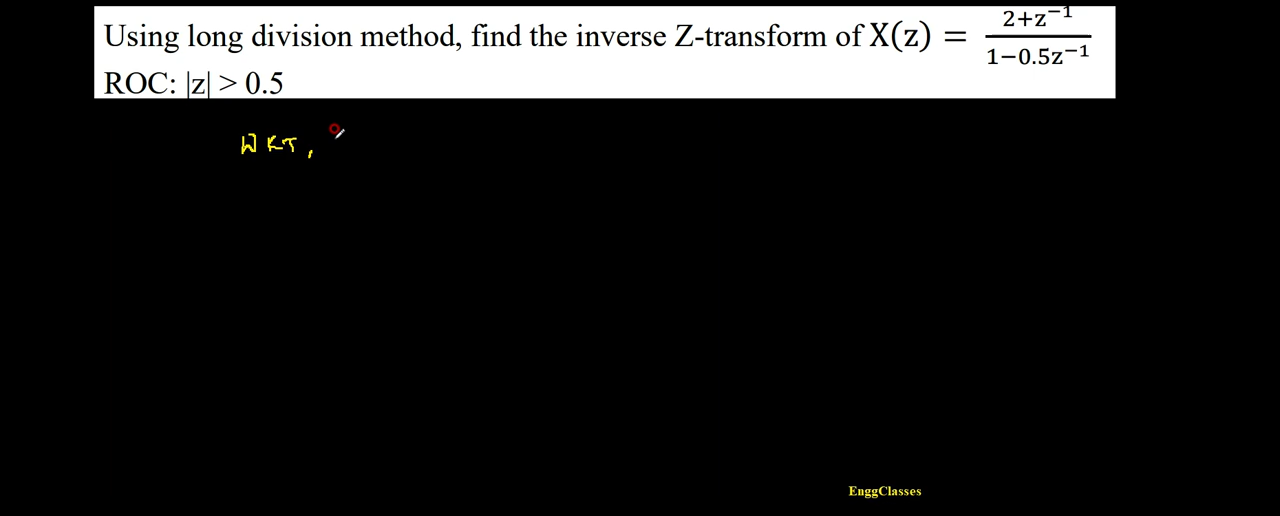 Using long division method, find the inverse Z-transform of X(z) = \frac{2+z^{-1}}{1-0.5z^{-1}}
ROC: |z| > 0.5
WKT,
EnggClasses